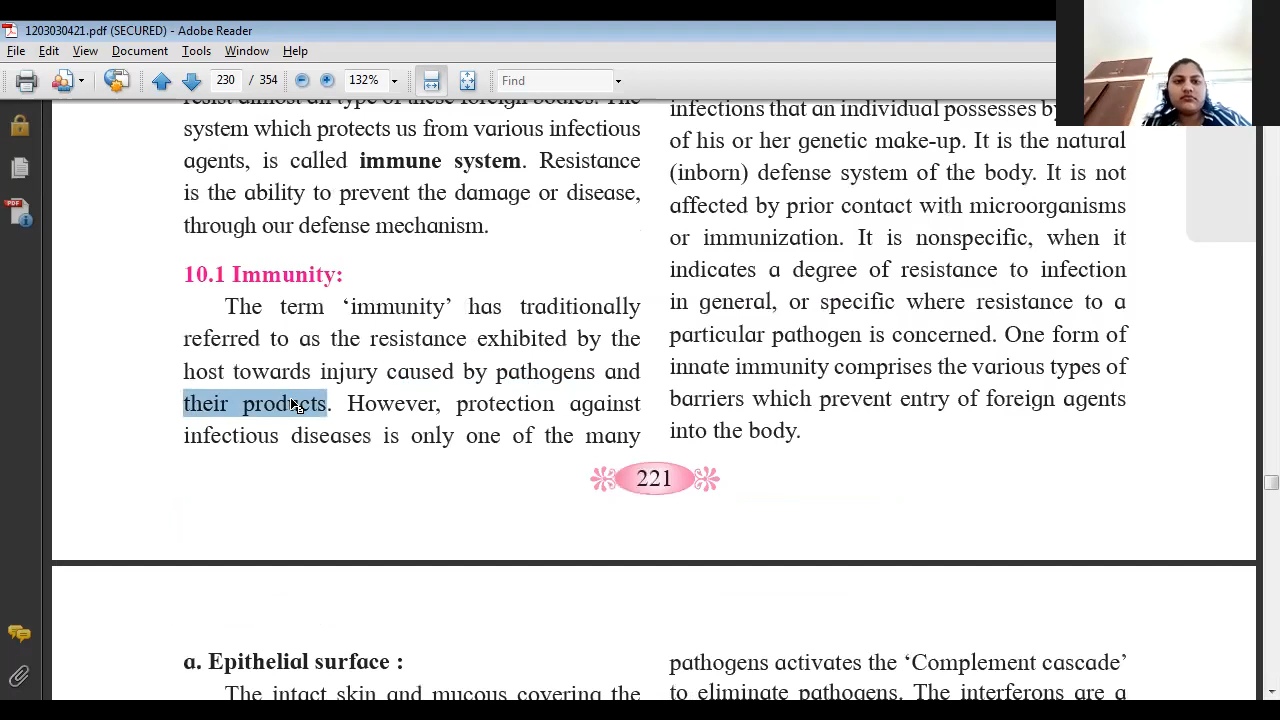 1203030421.pdf (SECURED) - Adobe Reader
File Edit View Document Tools Window Help
230 / 354 132% Find
resist almost all type of these foreign bodies. The
system which protects us from various infectious
agents, is called immune system. Resistance
is the ability to prevent the damage or disease,
through our defense mechanism.
10.1 Immunity:
The term ‘immunity’ has traditionally
referred to as the resistance exhibited by the
host towards injury caused by pathogens and
their products. However, protection against
infectious diseases is only one of the many
infections that an individual possesses by
of his or her genetic make-up. It is the natural
(inborn) defense system of the body. It is not
affected by prior contact with microorganisms
or immunization. It is nonspecific, when it
indicates a degree of resistance to infection
in general, or specific where resistance to a
particular pathogen is concerned. One form of
innate immunity comprises the various types of
barriers which prevent entry of foreign agents
into the body.
221
a. Epithelial surface :
The intact skin and mucous covering the
pathogens activates the ‘Complement cascade’
to eliminate pathogens. The interferons are a